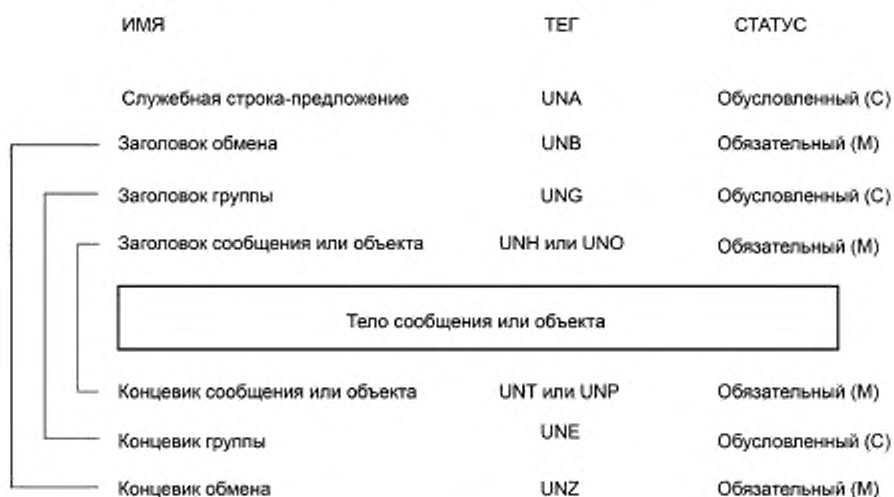 ИМЯ ТЕГ СТАТУС
Служебная строка-предложение UNA Обусловленный (C)
Заголовок обмена UNB Обязательный (M)
Заголовок группы UNG Обусловленный (C)
Заголовок сообщения или объекта UNH или UNO Обязательный (M)
Тело сообщения или объекта
Концевик сообщения или объекта UNT или UNP Обязательный (M)
Концевик группы UNE Обусловленный (C)
Концевик обмена UNZ Обязательный (M)